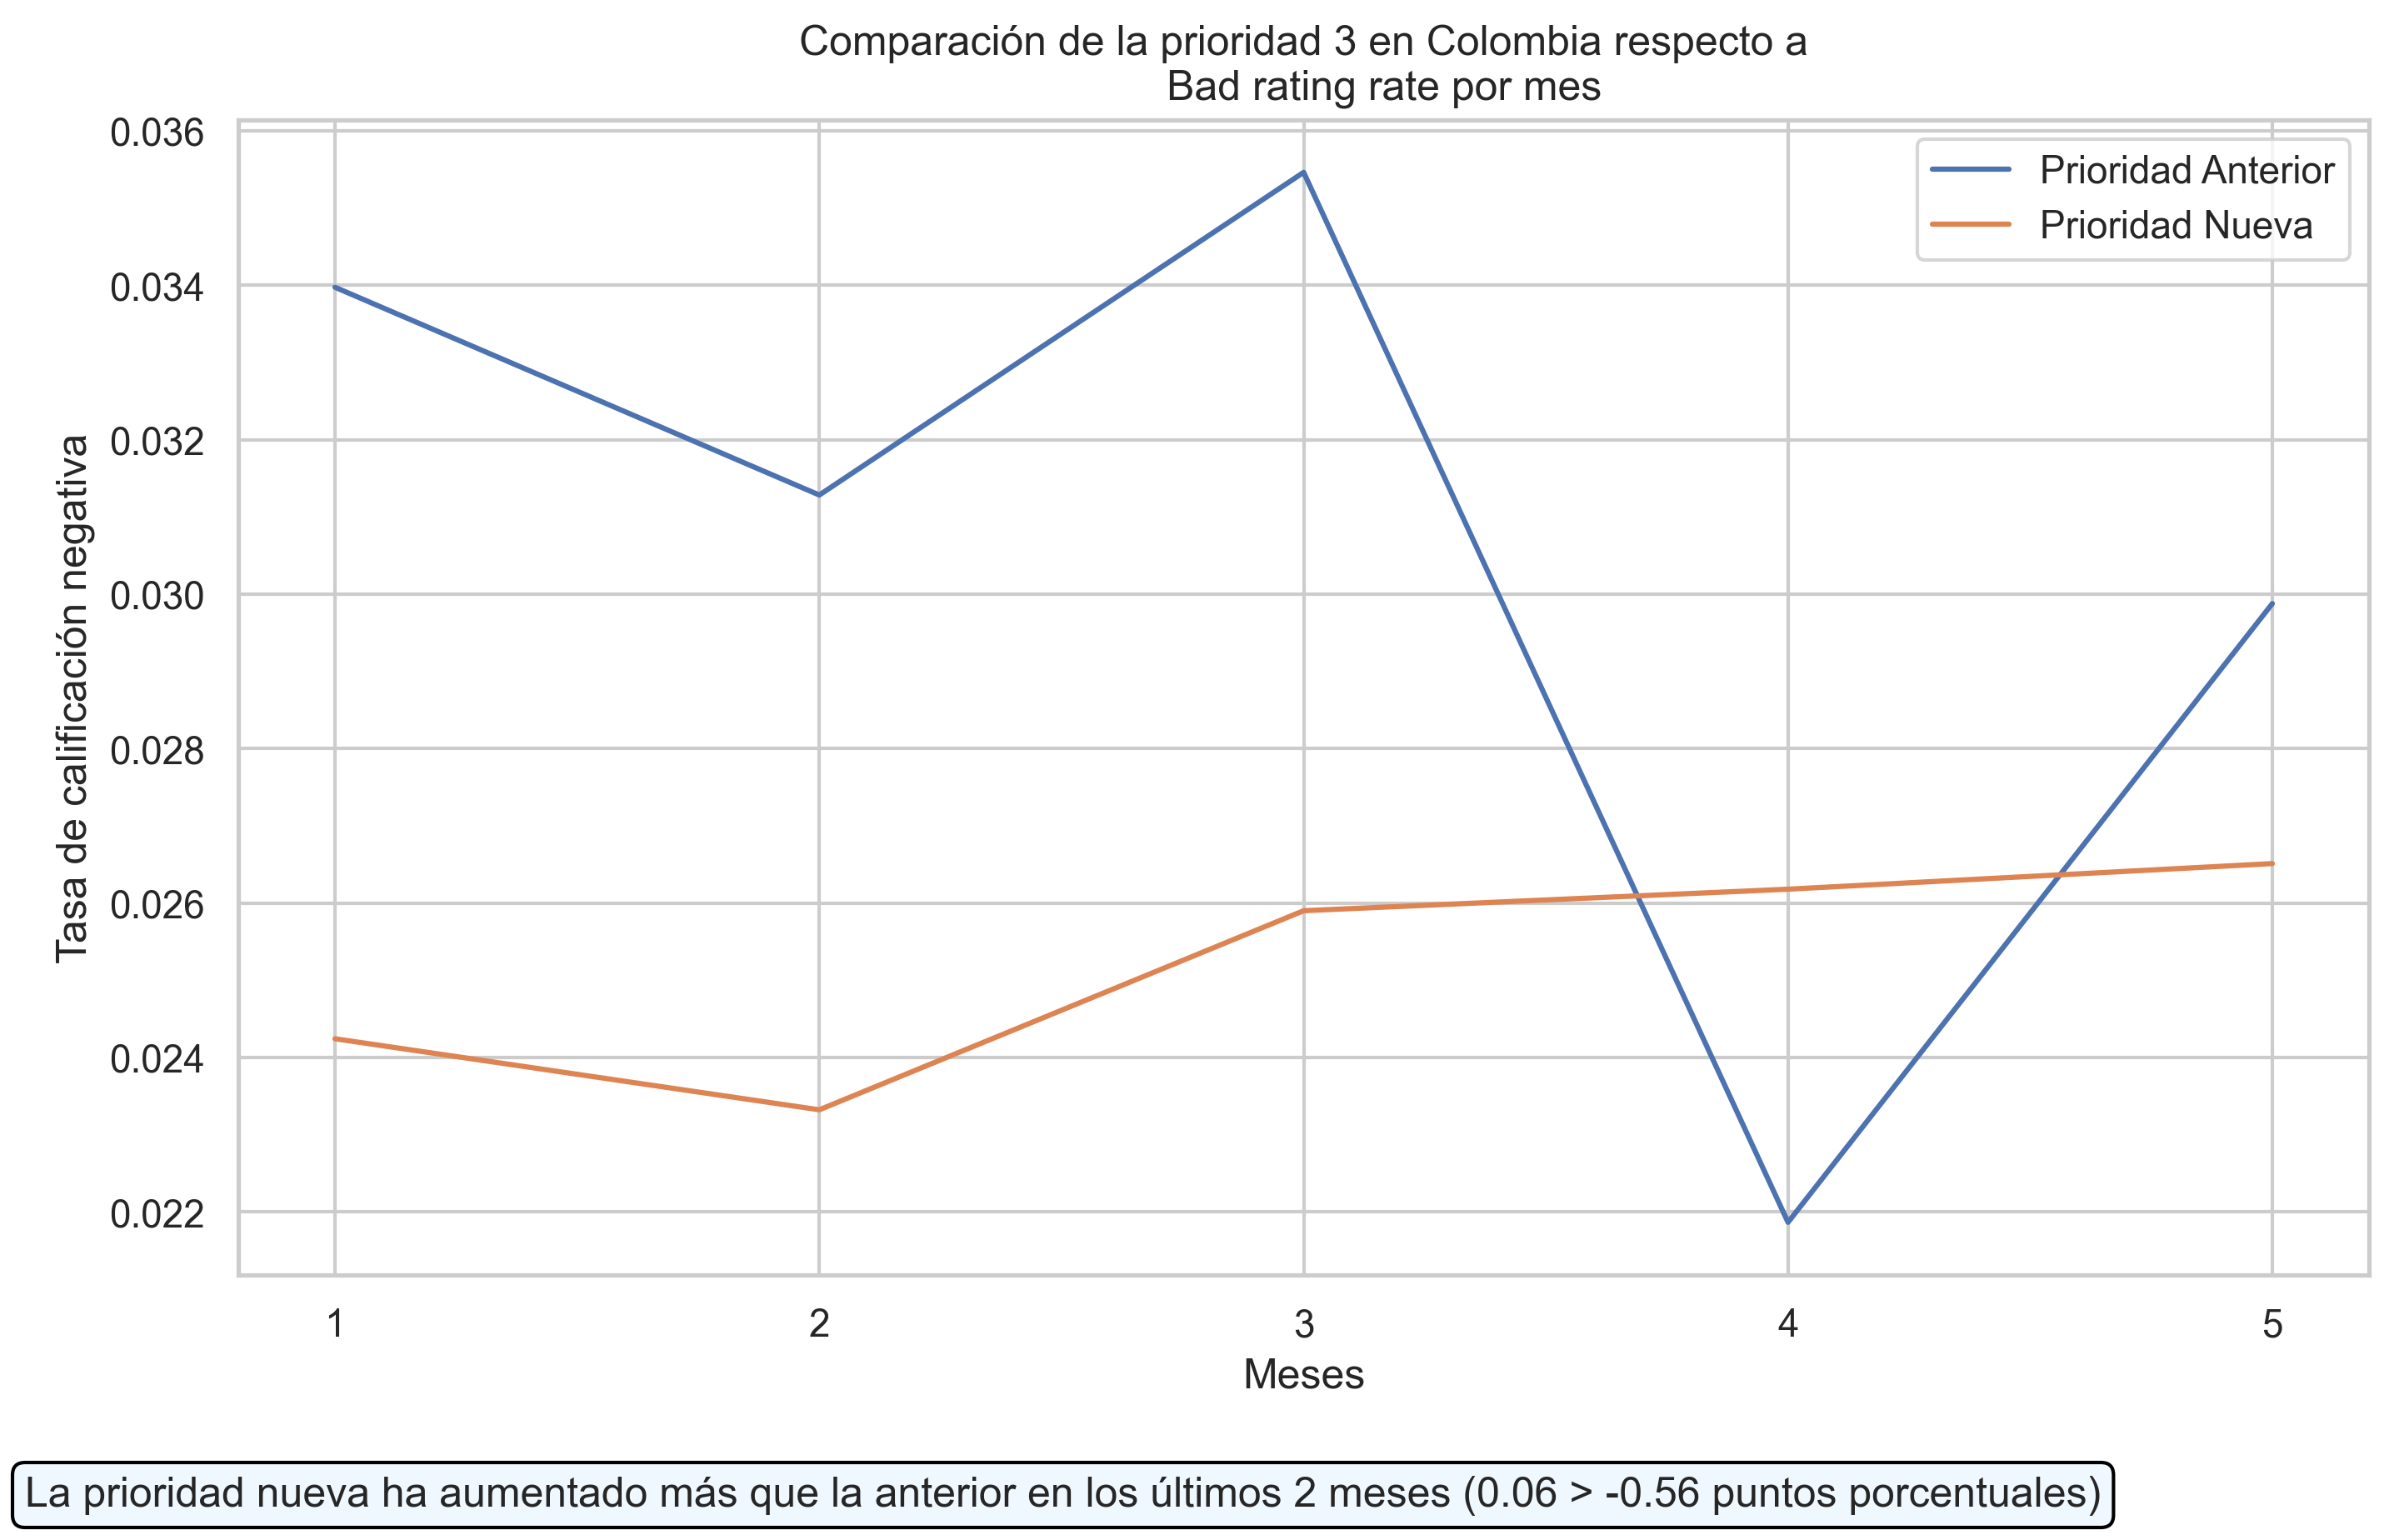 Comparación de la prioridad 3 en Colombia respecto a
Bad rating rate por mes
Prioridad Anterior
Prioridad Nueva
Tasa de calificación negativa
0.036
0.034
0.032
0.030
0.028
0.026
0.024
0.022
1 2 3 4 5
Meses
La prioridad nueva ha aumentado más que la anterior en los últimos 2 meses (0.06 > -0.56 puntos porcentuales)